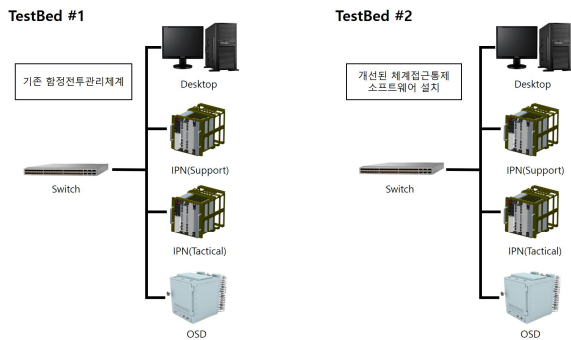 TestBed #1
기존 함정전투관리체계
Desktop
IPN(Support)
Switch
IPN(Tactical)
OSD
TestBed #2
개선된 체계접근통제
소프트웨어 설치
Desktop
IPN(Support)
Switch
IPN(Tactical)
OSD